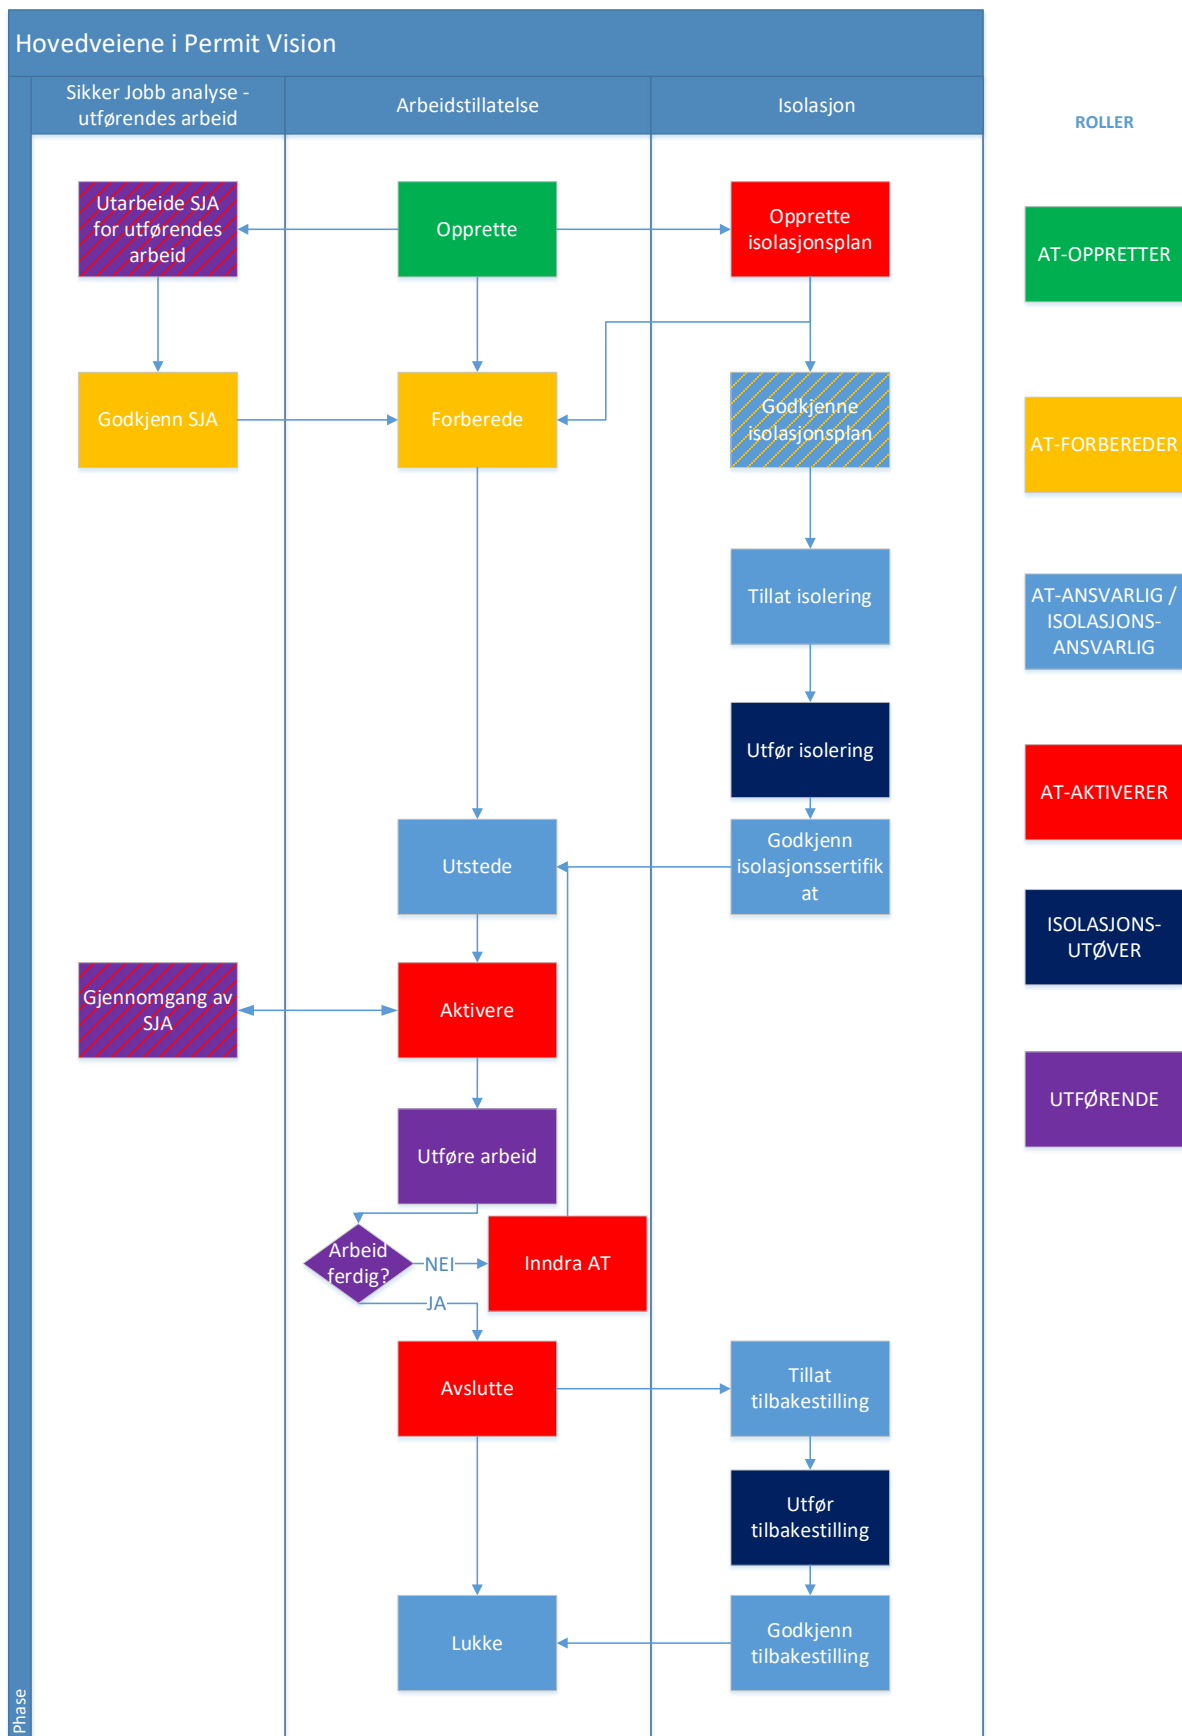 Hovedveiene i Permit Vision
Sikker Jobb analyse -
utførendes arbeid
Arbeidstillatelse
Isolasjon
ROLLER
Utarbeide SJA
for utførendes
arbeid
Opprette
Opprette
isolasjonsplan
AT-OPPRETTER
Godkjenn SJA
Forberede
Godkjenne
isolasjonsplan
AT-FORBEREDER
Tillat isolering
AT-ANSVARLIG /
ISOLASJONS-
ANSVARLIG
Utfør isolering
AT-AKTIVERER
Utstede
Godkjenn
isolasjonssertifik
at
ISOLASJONS-
UTØVER
Gjennomgang av
SJA
Aktivere
Utføre arbeid
UTFØRENDE
Arbeid
ferdig?
NEI
Inndra AT
JA
Avslutte
Tillat
tilbakestilling
Utfør
tilbakestilling
Lukke
Godkjenn
tilbakestilling
Phase